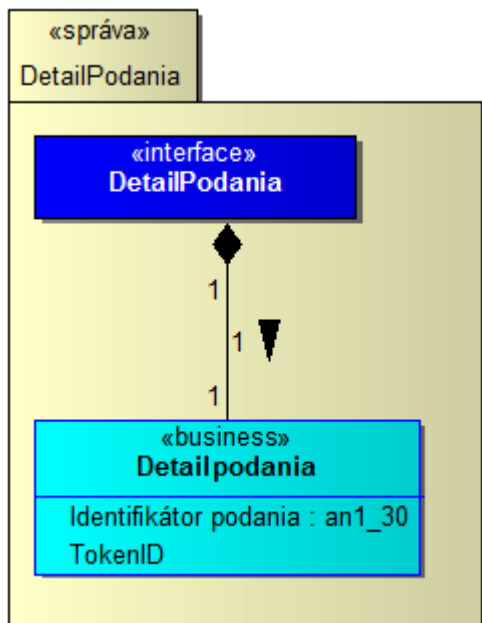 «správa»
DetailPodania
«interface»
DetailPodania
1
1
1
«business»
Detailpodania
Identifikátor podania : an1_30
TokenID